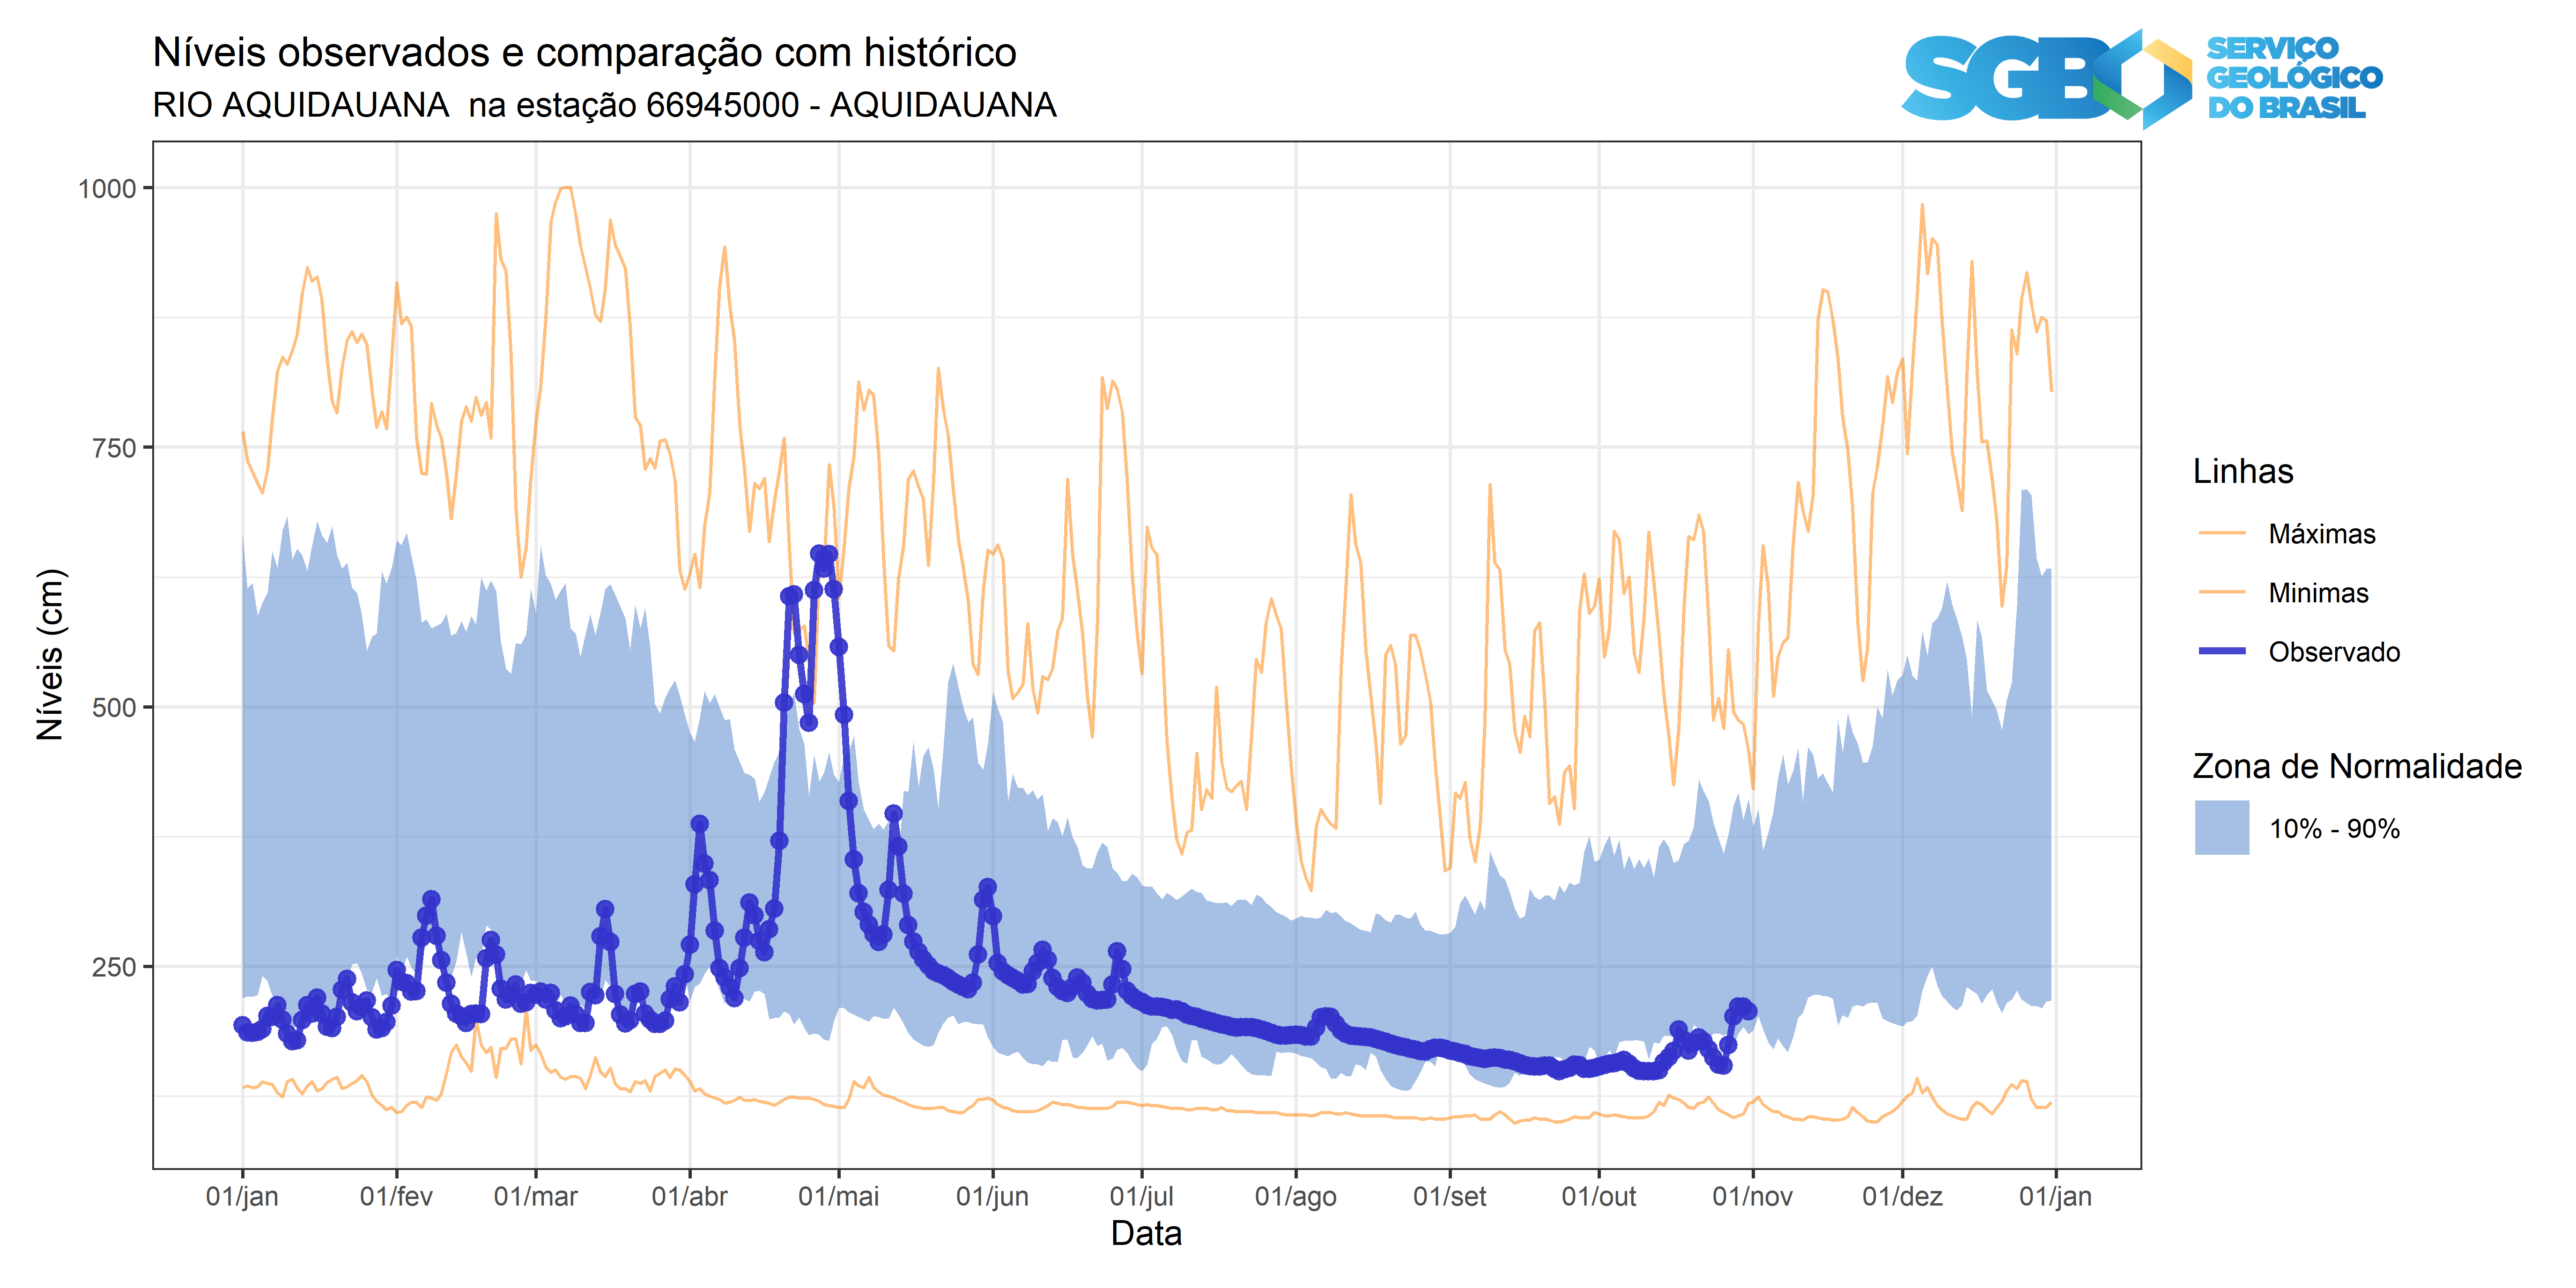 Níveis observados e comparação com histórico
RIO AQUIDAUANA  na estação 66945000 - AQUIDAUANA
SGB
SERVIÇO
GEOLÓGICO
DO BRASIL
Níveis (cm)
1000
750
500
250
01/jan
01/fev
01/mar
01/abr
01/mai
01/jun
01/jul
01/ago
01/set
01/out
01/nov
01/dez
01/jan
Data
Linhas
Máximas
Minimas
Observado
Zona de Normalidade
10% - 90%